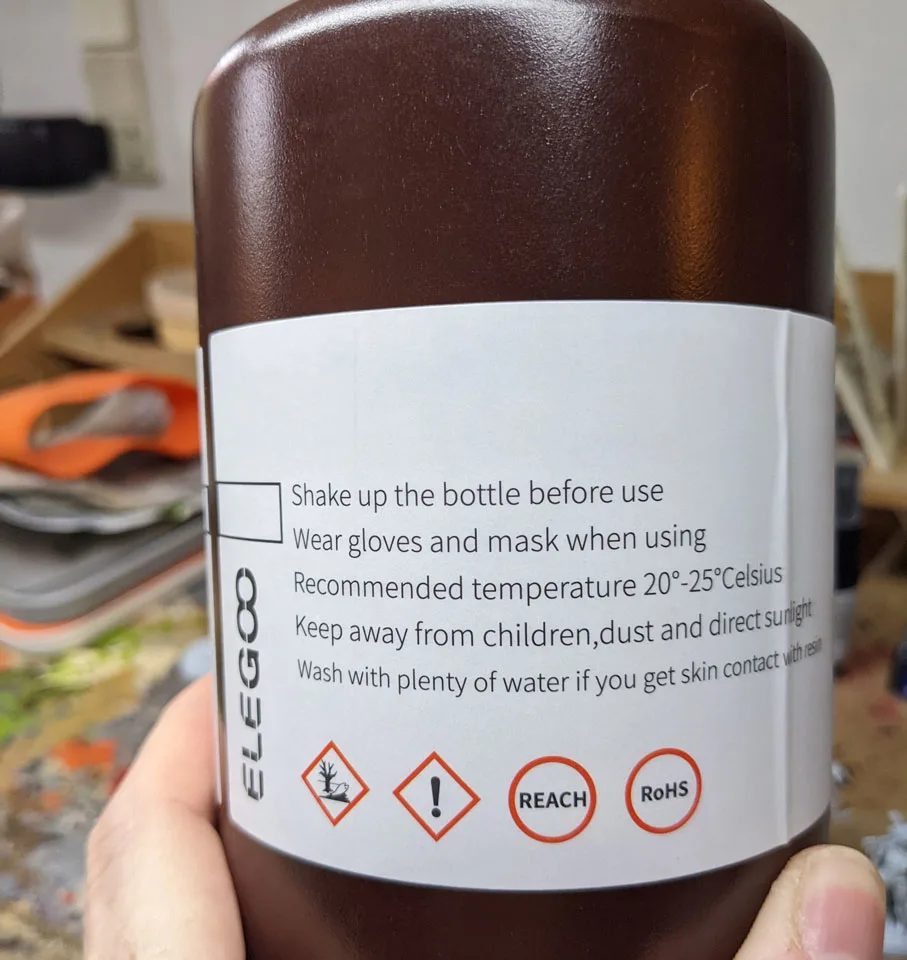 Shake up the bottle before use
Wear gloves and mask when using
Recommended temperature 20°-25°Celsius
Keep away from children,dust and direct sunlight
Wash with plenty of water if you get skin contact with resin
ELEGOO
!
REACH
RoHS